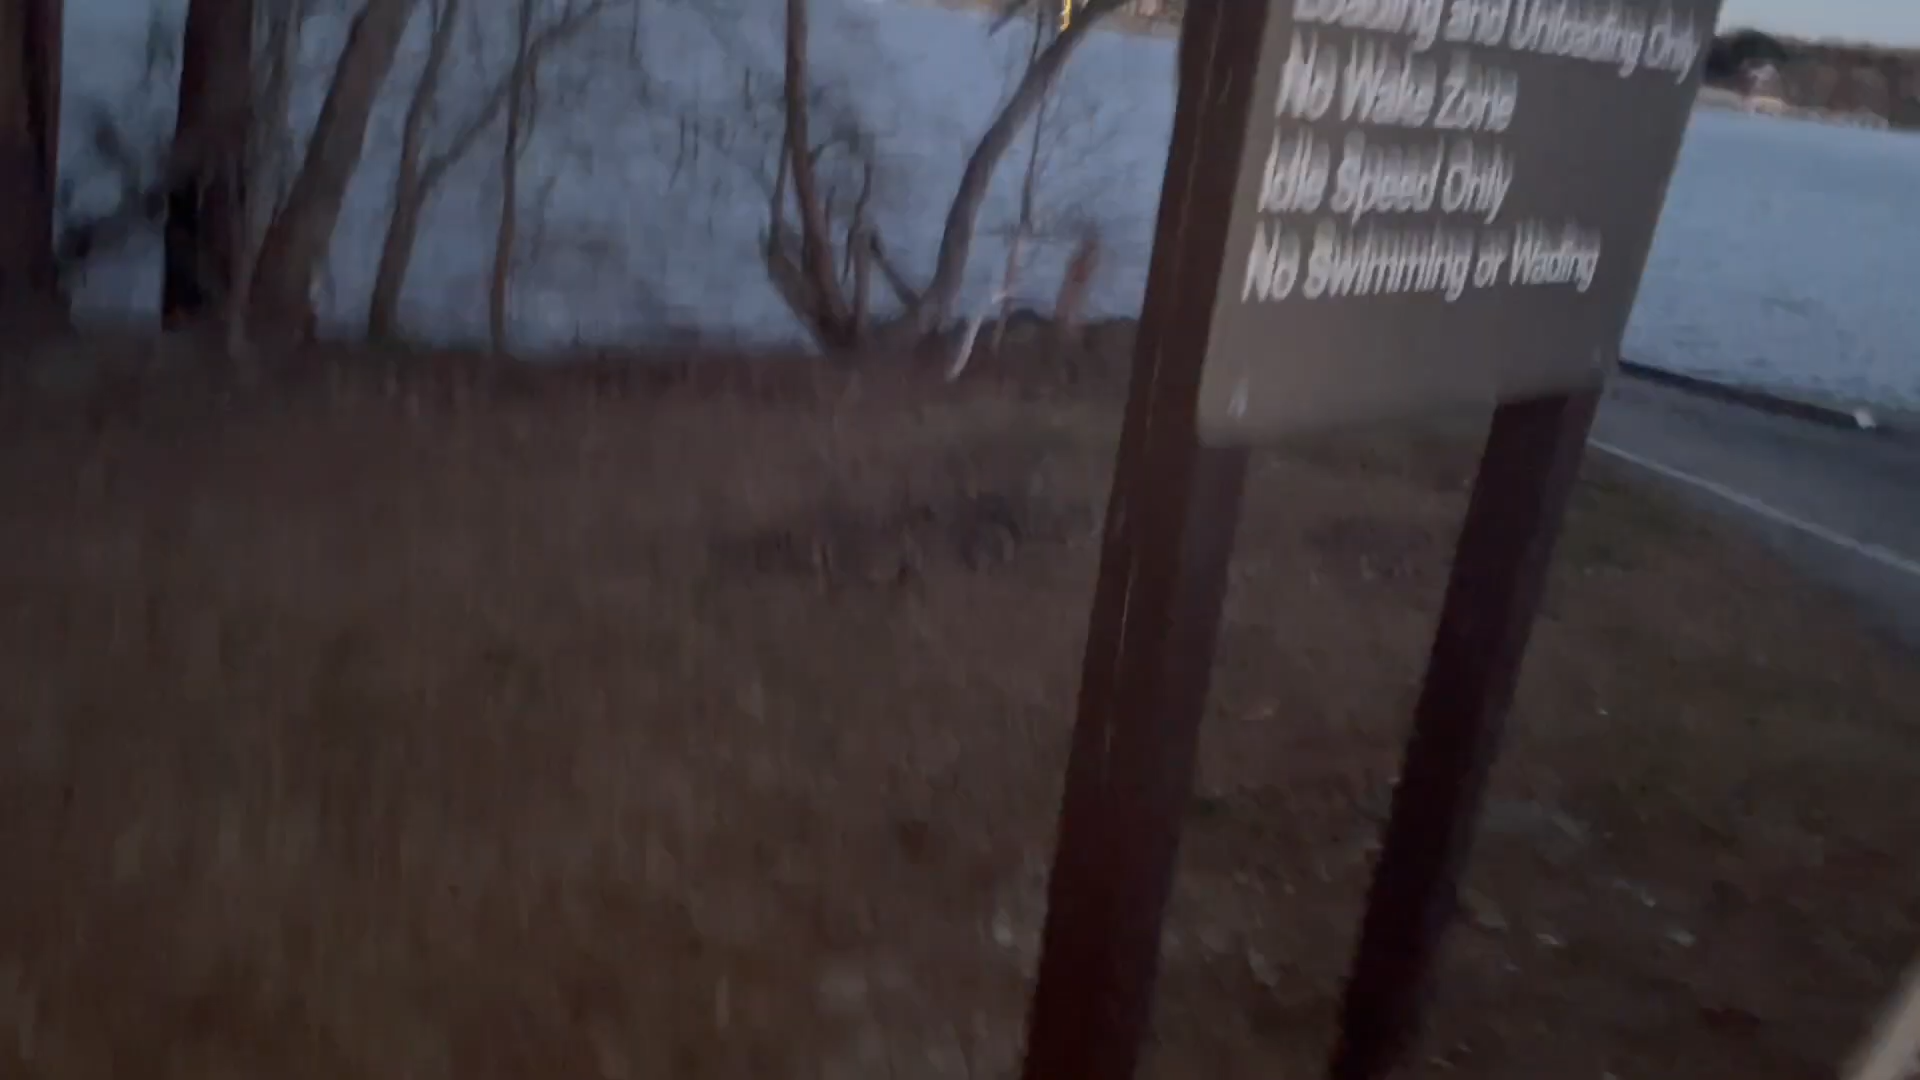 Loading and Unloading Only
No Wake Zone
Idle Speed Only
No Swimming or Wading